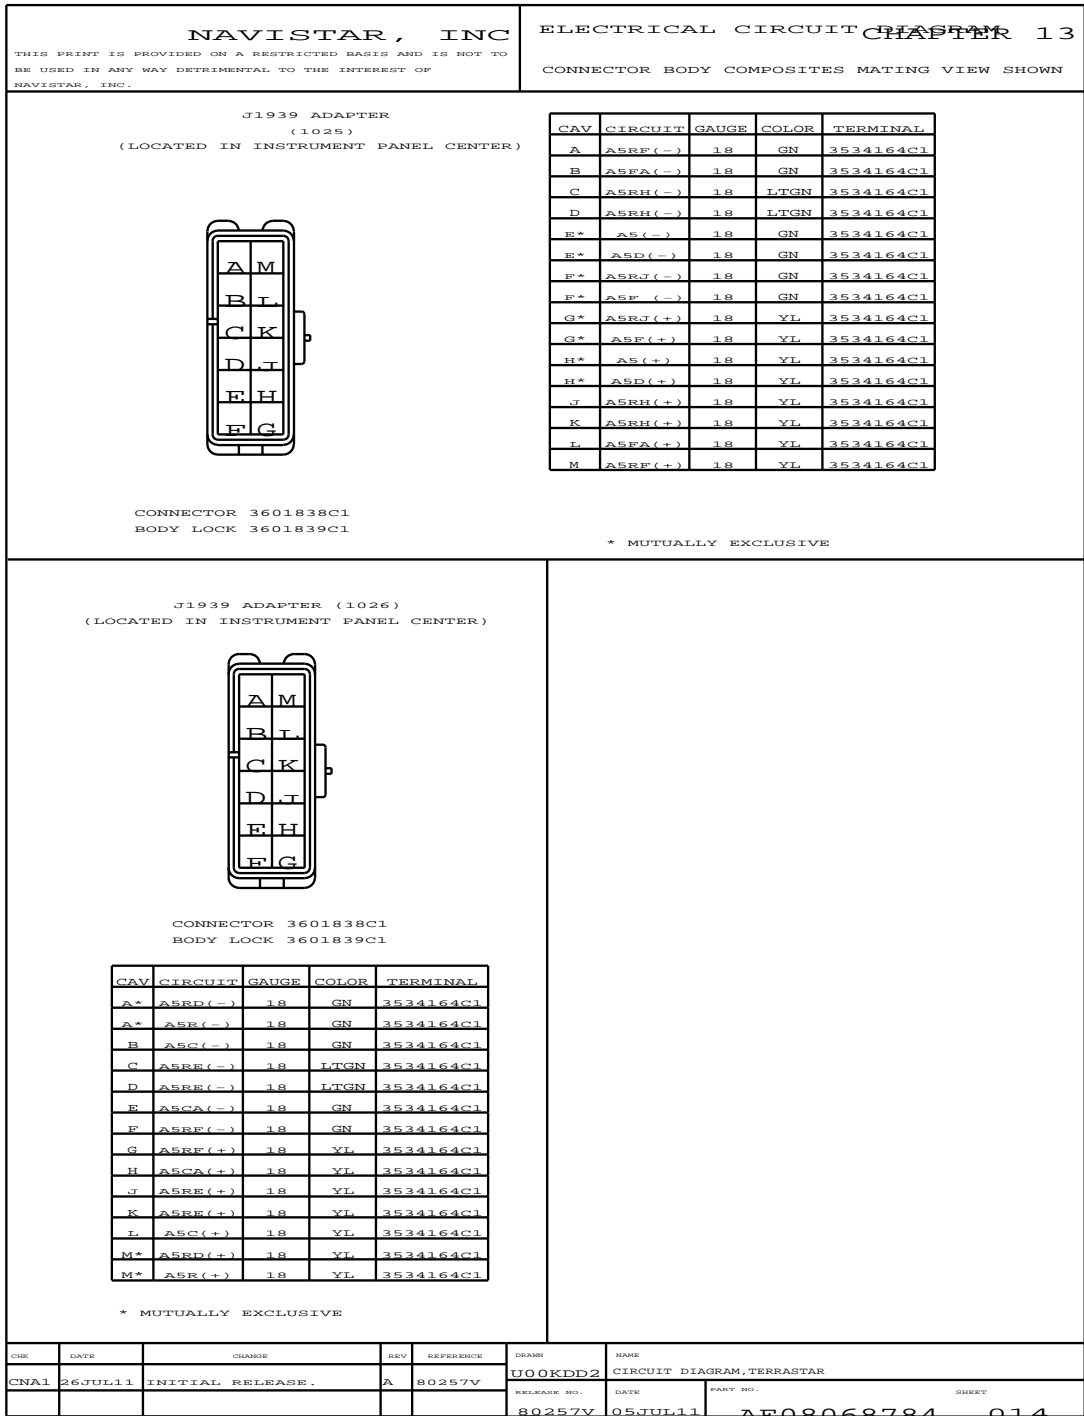 NAVISTAR, INC
THIS PRINT IS PROVIDED ON A RESTRICTED BASIS AND IS NOT TO
BE USED IN ANY WAY DETRIMENTAL TO THE INTEREST OF
NAVISTAR, INC.
ELECTRICAL CIRCUIT DIAGRAM
CHAPTER 13
CONNECTOR BODY COMPOSITES MATING VIEW SHOWN
J1939 ADAPTER
(1025)
(LOCATED IN INSTRUMENT PANEL CENTER)
A M
B L
C K
D J
E H
F G
CONNECTOR 3601838C1
BODY LOCK 3601839C1
CAV CIRCUIT GAUGE COLOR TERMINAL
A A5RF(-) 18 GN 3534164C1
B A5FA(-) 18 GN 3534164C1
C A5RH(-) 18 LTGN 3534164C1
D A5RH(-) 18 LTGN 3534164C1
E* A5(-) 18 GN 3534164C1
E* A5D(-) 18 GN 3534164C1
F* A5RJ(-) 18 GN 3534164C1
F* A5F (-) 18 GN 3534164C1
G* A5RJ(+) 18 YL 3534164C1
G* A5F(+) 18 YL 3534164C1
H* A5(+) 18 YL 3534164C1
H* A5D(+) 18 YL 3534164C1
J A5RH(+) 18 YL 3534164C1
K A5RH(+) 18 YL 3534164C1
L A5FA(+) 18 YL 3534164C1
M A5RF(+) 18 YL 3534164C1
* MUTUALLY EXCLUSIVE
J1939 ADAPTER (1026)
(LOCATED IN INSTRUMENT PANEL CENTER)
A M
B L
C K
D J
E H
F G
CONNECTOR 3601838C1
BODY LOCK 3601839C1
CAV CIRCUIT GAUGE COLOR TERMINAL
A* A5RD(-) 18 GN 3534164C1
A* A5R(-) 18 GN 3534164C1
B A5C(-) 18 GN 3534164C1
C A5RE(-) 18 LTGN 3534164C1
D A5RE(-) 18 LTGN 3534164C1
E A5CA(-) 18 GN 3534164C1
F A5RF(-) 18 GN 3534164C1
G A5RF(+) 18 YL 3534164C1
H A5CA(+) 18 YL 3534164C1
J A5RE(+) 18 YL 3534164C1
K A5RE(+) 18 YL 3534164C1
L A5C(+) 18 YL 3534164C1
M* A5RD(+) 18 YL 3534164C1
M* A5R(+) 18 YL 3534164C1
* MUTUALLY EXCLUSIVE
CHK DATE CHANGE REV REFERENCE
CNA1 26JUL11 INITIAL RELEASE. A 80257V
DRAWN NAME
U00KDD2 CIRCUIT DIAGRAM,TERRASTAR
RELEASE NO. DATE PART NO. SHEET
80257V 05JUL11 AF08068784 014